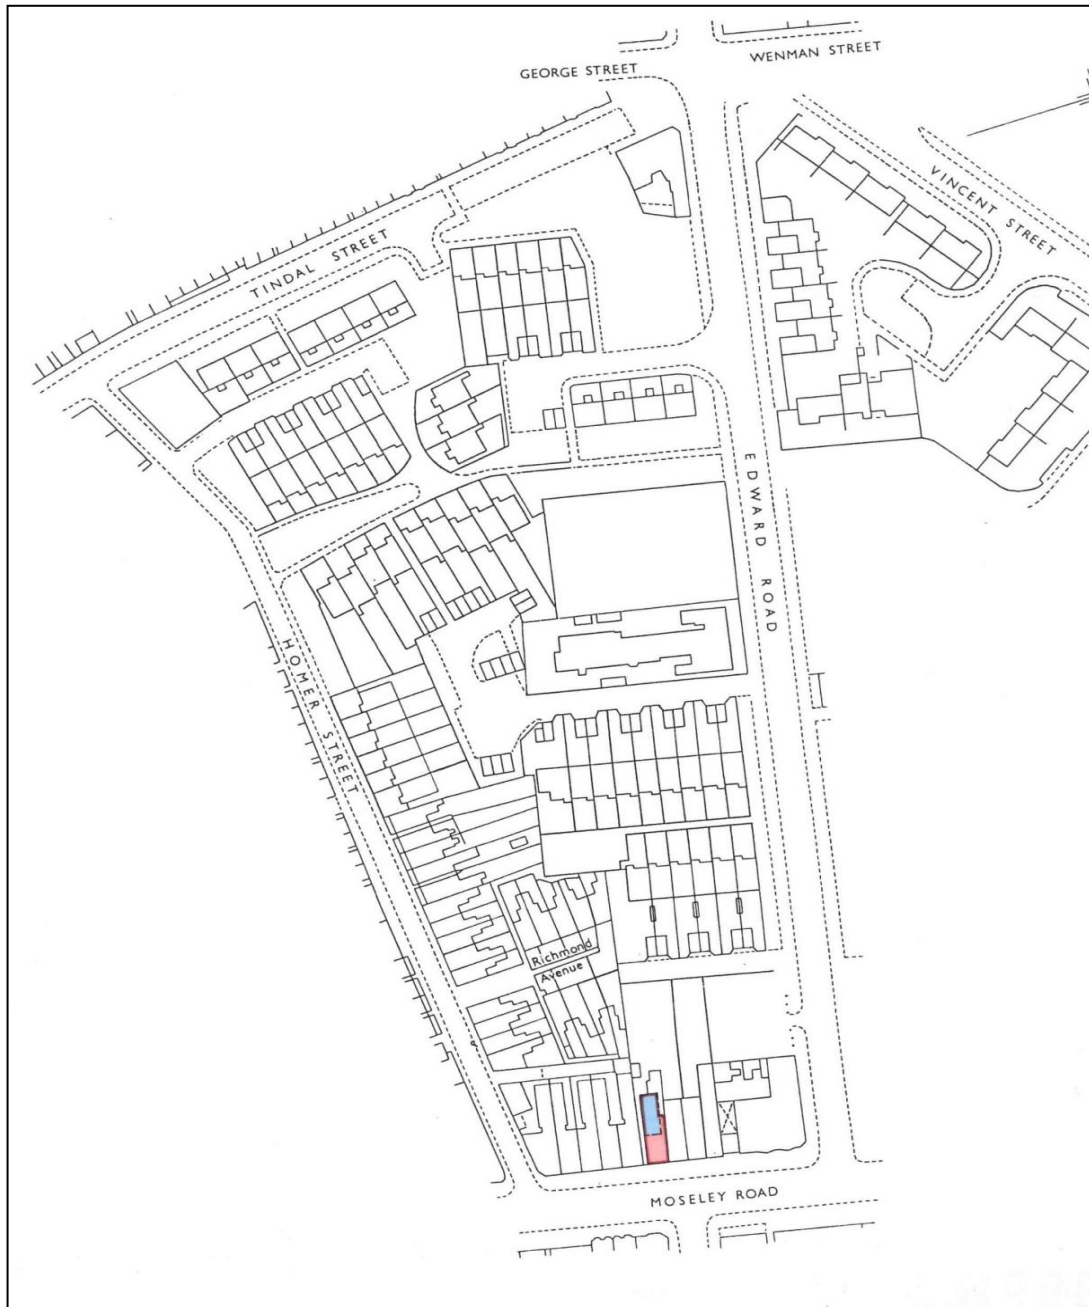 WENMAN STREET
GEORGE STREET
VINCENT STREET
TINDAL STREET
EDWARD ROAD
HOMER STREET
Richmond
Avenue
MOSELEY ROAD